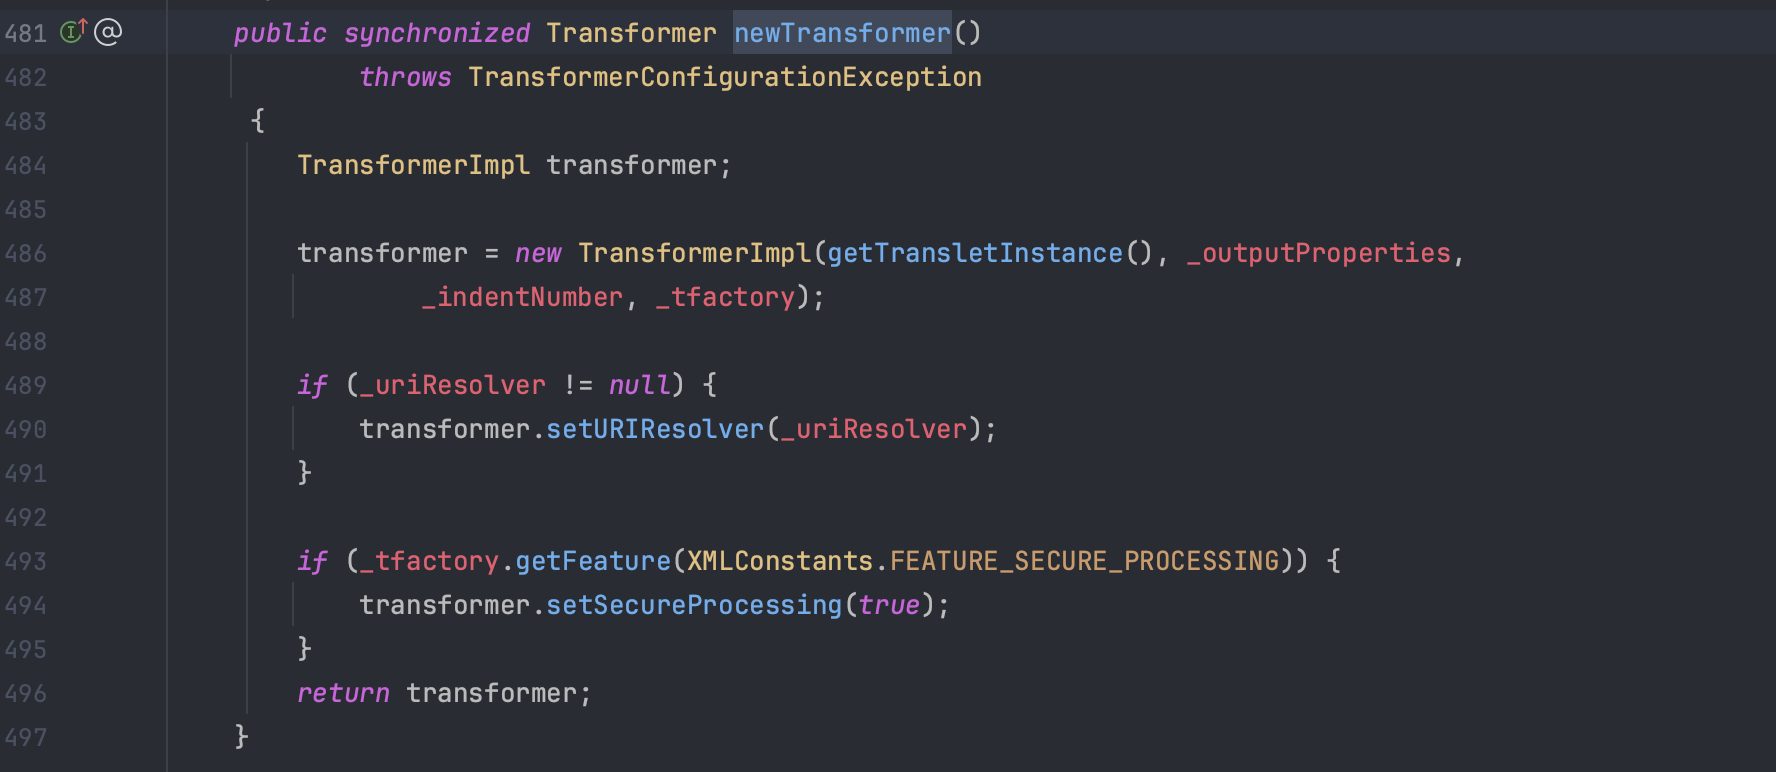 481 public synchronized Transformer newTransformer()
482 throws TransformerConfigurationException
483 {
484 TransformerImpl transformer;
485
486 transformer = new TransformerImpl(getTransletInstance(), _outputProperties,
487 _indentNumber, _tfactory);
488
489 if (_uriResolver != null) {
490 transformer.setURIResolver(_uriResolver);
491 }
492
493 if (_tfactory.getFeature(XMLConstants.FEATURE_SECURE_PROCESSING)) {
494 transformer.setSecureProcessing(true);
495 }
496 return transformer;
497 }